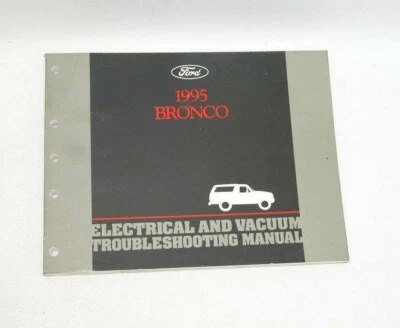 Ford
1995
BRONCO
ELECTRICAL AND VACUUM
TROUBLESHOOTING MANUAL